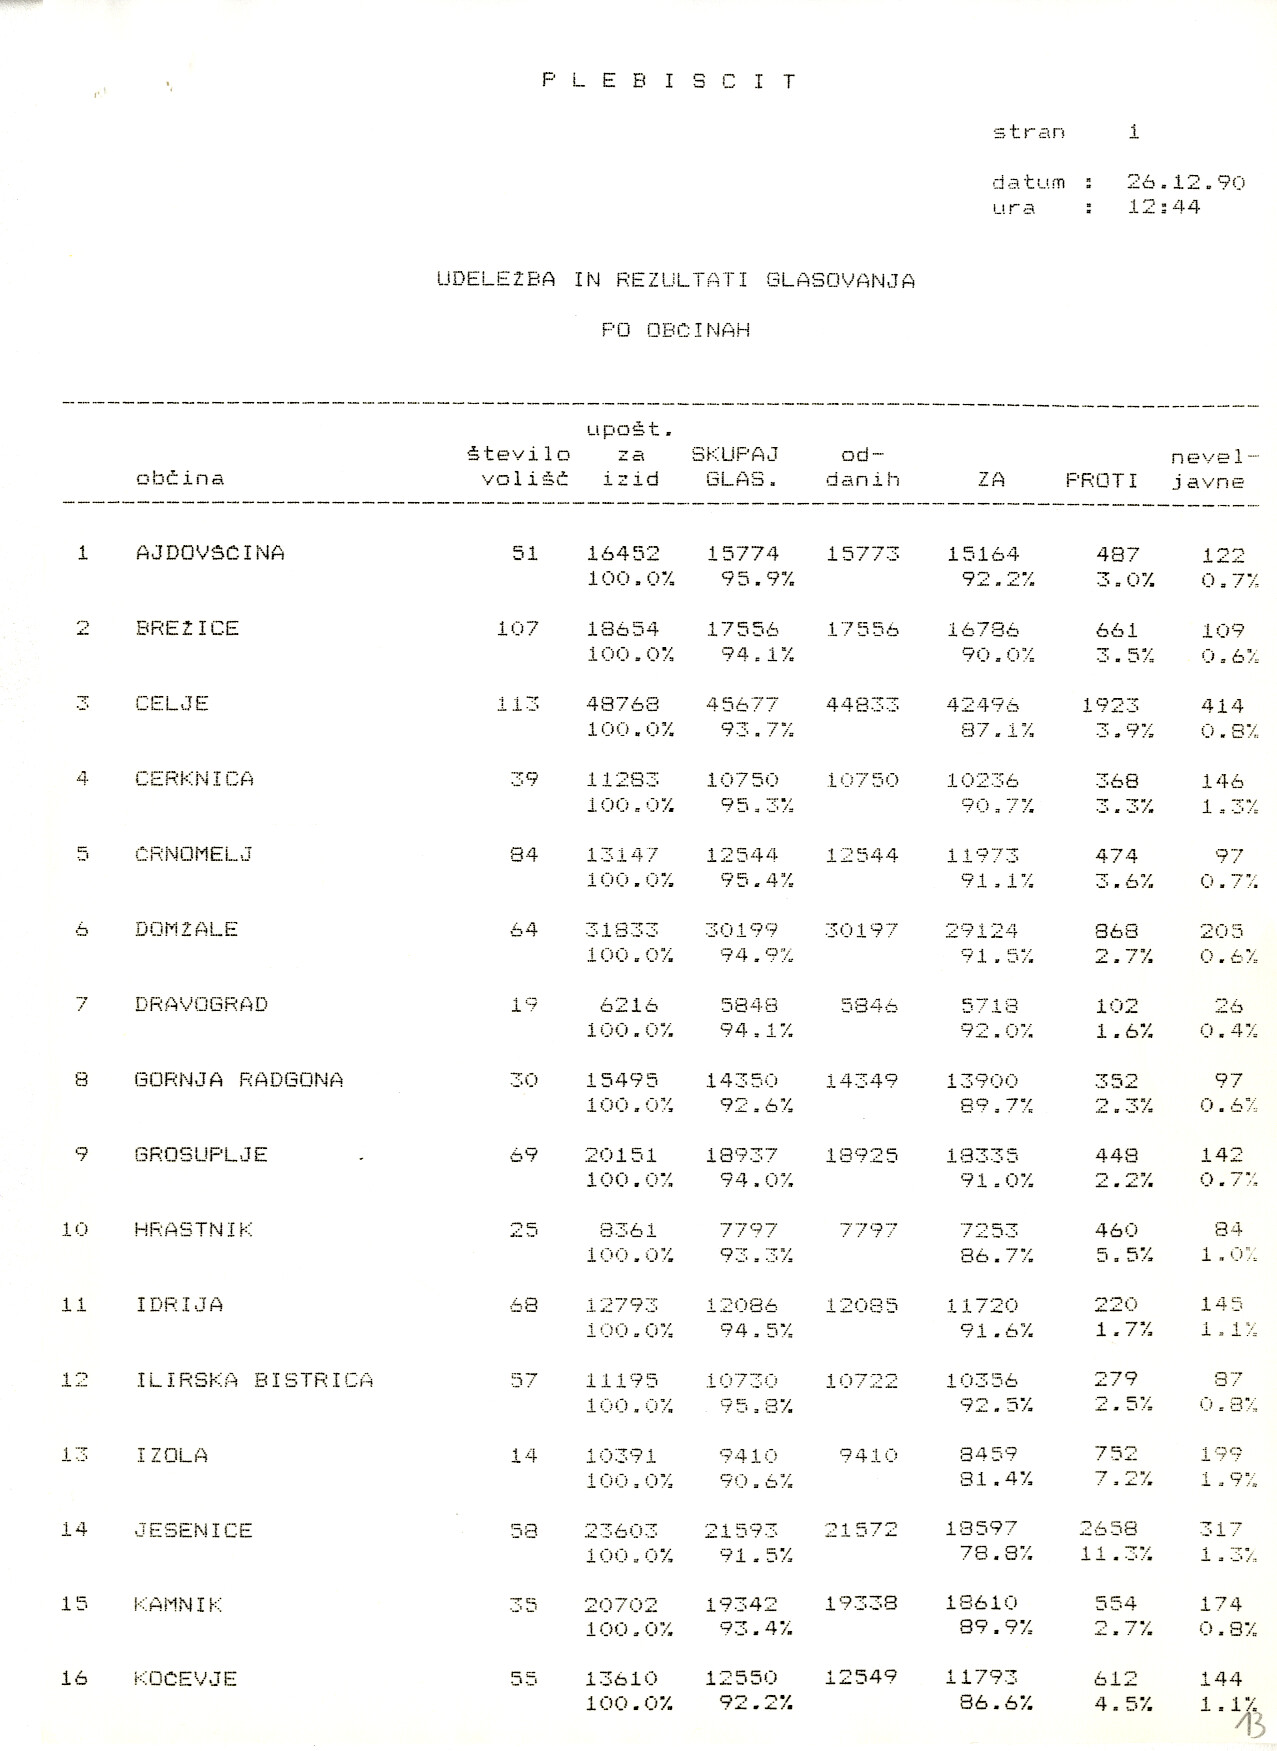 P L E B I S C I T
stran 1
datum : 26.12.90
ura : 12:44
UDELEŽBA IN REZULTATI GLASOVANJA
PO OBČINAH
upošt.
število za SKUPAJ od- nevel-
občina volišč izid GLAS. danih ZA PROTI javne
1 AJDOVŠČINA 51 16452 15774 15773 15164 487 122
100.0% 95.9% 92.2% 3.0% 0.7%
2 BREŽICE 107 18654 17556 17556 16786 661 109
100.0% 94.1% 90.0% 3.5% 0.6%
3 CELJE 113 48768 45677 44833 42496 1923 414
100.0% 93.7% 87.1% 3.9% 0.8%
4 CERKNICA 39 11283 10750 10750 10236 368 146
100.0% 95.3% 90.7% 3.3% 1.3%
5 ČRNOMELJ 84 13147 12544 12544 11973 474 97
100.0% 95.4% 91.1% 3.6% 0.7%
6 DOMŽALE 64 31833 30199 30197 29124 868 205
100.0% 94.9% 91.5% 2.7% 0.6%
7 DRAVOGRAD 19 6216 5848 5846 5718 102 26
100.0% 94.1% 92.0% 1.6% 0.4%
8 GORNJA RADGONA 30 15495 14350 14349 13900 352 97
100.0% 92.6% 89.7% 2.3% 0.6%
9 GROSUPLJE 69 20151 18937 18925 18335 448 142
100.0% 94.0% 91.0% 2.2% 0.7%
10 HRASTNIK 25 8361 7797 7797 7253 460 84
100.0% 93.3% 86.7% 5.5% 1.0%
11 IDRIJA 68 12793 12086 12085 11720 220 145
100.0% 94.5% 91.6% 1.7% 1.1%
12 ILIRSKA BISTRICA 57 11195 10730 10722 10356 279 87
100.0% 95.8% 92.5% 2.5% 0.8%
13 IZOLA 14 10391 9410 9410 8459 752 199
100.0% 90.6% 81.4% 7.2% 1.9%
14 JESENICE 58 23603 21593 21572 18597 2658 317
100.0% 91.5% 78.8% 11.3% 1.3%
15 KAMNIK 35 20702 19342 19338 18610 554 174
100.0% 93.4% 89.9% 2.7% 0.8%
16 KOČEVJE 55 13610 12550 12549 11793 612 144
100.0% 92.2% 86.6% 4.5% 1.1%
13